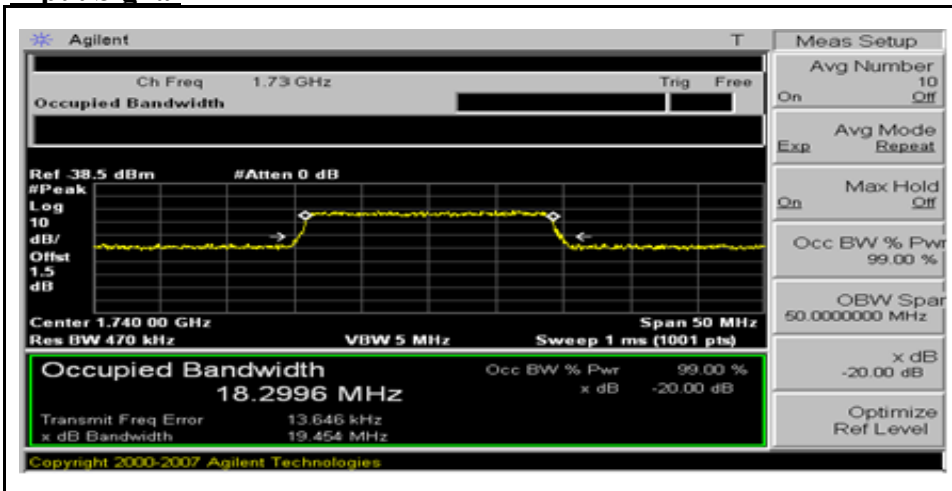 Agilent T
Ch Freq 1.73 GHz Trig Free
Occupied Bandwidth
Ref -38.5 dBm #Atten 0 dB
#Peak
Log
10
dB/
Offst
1.5
dB
Center 1.740 00 GHz Span 50 MHz
Res BW 470 kHz VBW 5 MHz Sweep 1 ms (1001 pts)
Occupied Bandwidth Occ BW % Pwr 99.00 %
18.2996 MHz x dB -20.00 dB
Transmit Freq Error 13.646 kHz
x dB Bandwidth 19.454 MHz
Copyright 2000-2007 Agilent Technologies
Meas Setup
Avg Number
10
On Off
Avg Mode
Exp Repeat
Max Hold
On Off
Occ BW % Pwr
99.00 %
OBW Span
50.0000000 MHz
x dB
-20.00 dB
Optimize
Ref Level